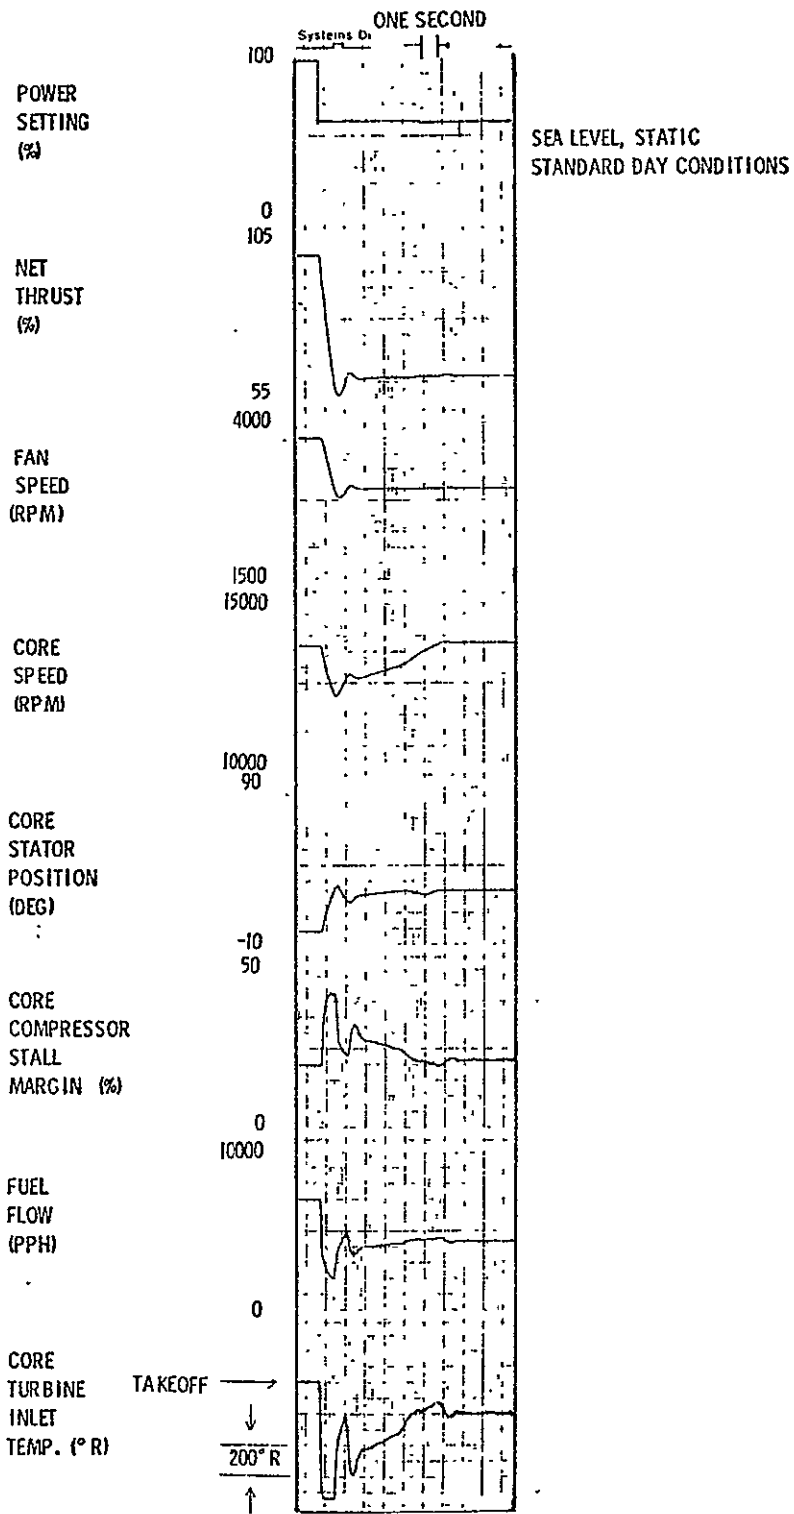 ONE SECOND
Systems Di
100
POWER
SETTING
(%)
SEA LEVEL, STATIC
STANDARD DAY CONDITIONS
0
105
NET
THRUST
(%)
55
4000
FAN
SPEED
(RPM)
1500
15000
CORE
SPEED
(RPM)
10000
90
CORE
STATOR
POSITION
(DEG)
-10
50
CORE
COMPRESSOR
STALL
MARGIN (%)
0
10000
FUEL
FLOW
(PPH)
0
CORE
TURBINE
INLET
TEMP. (°R)
TAKEOFF
200°R